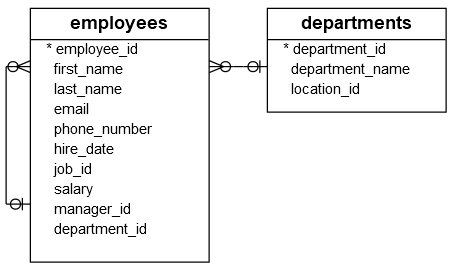 employees
* employee_id
first_name
last_name
email
phone_number
hire_date
job_id
salary
manager_id
department_id
departments
* department_id
department_name
location_id